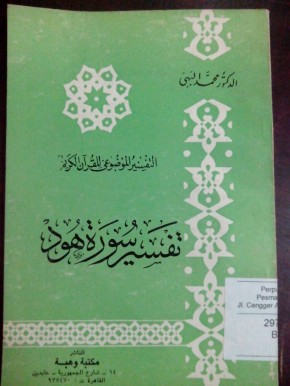 الدكتور محمد البهي
التفسير الموضوعي للقرآن الكريم
تفسير سورة هود
Perpu
Pesma
Jl. Cengger A
297
B
الناشر
مكتبة وهبة
١٤ شارع الجمهورية - عابدين
القاهرة ت : ٩٣٧٤٧٠